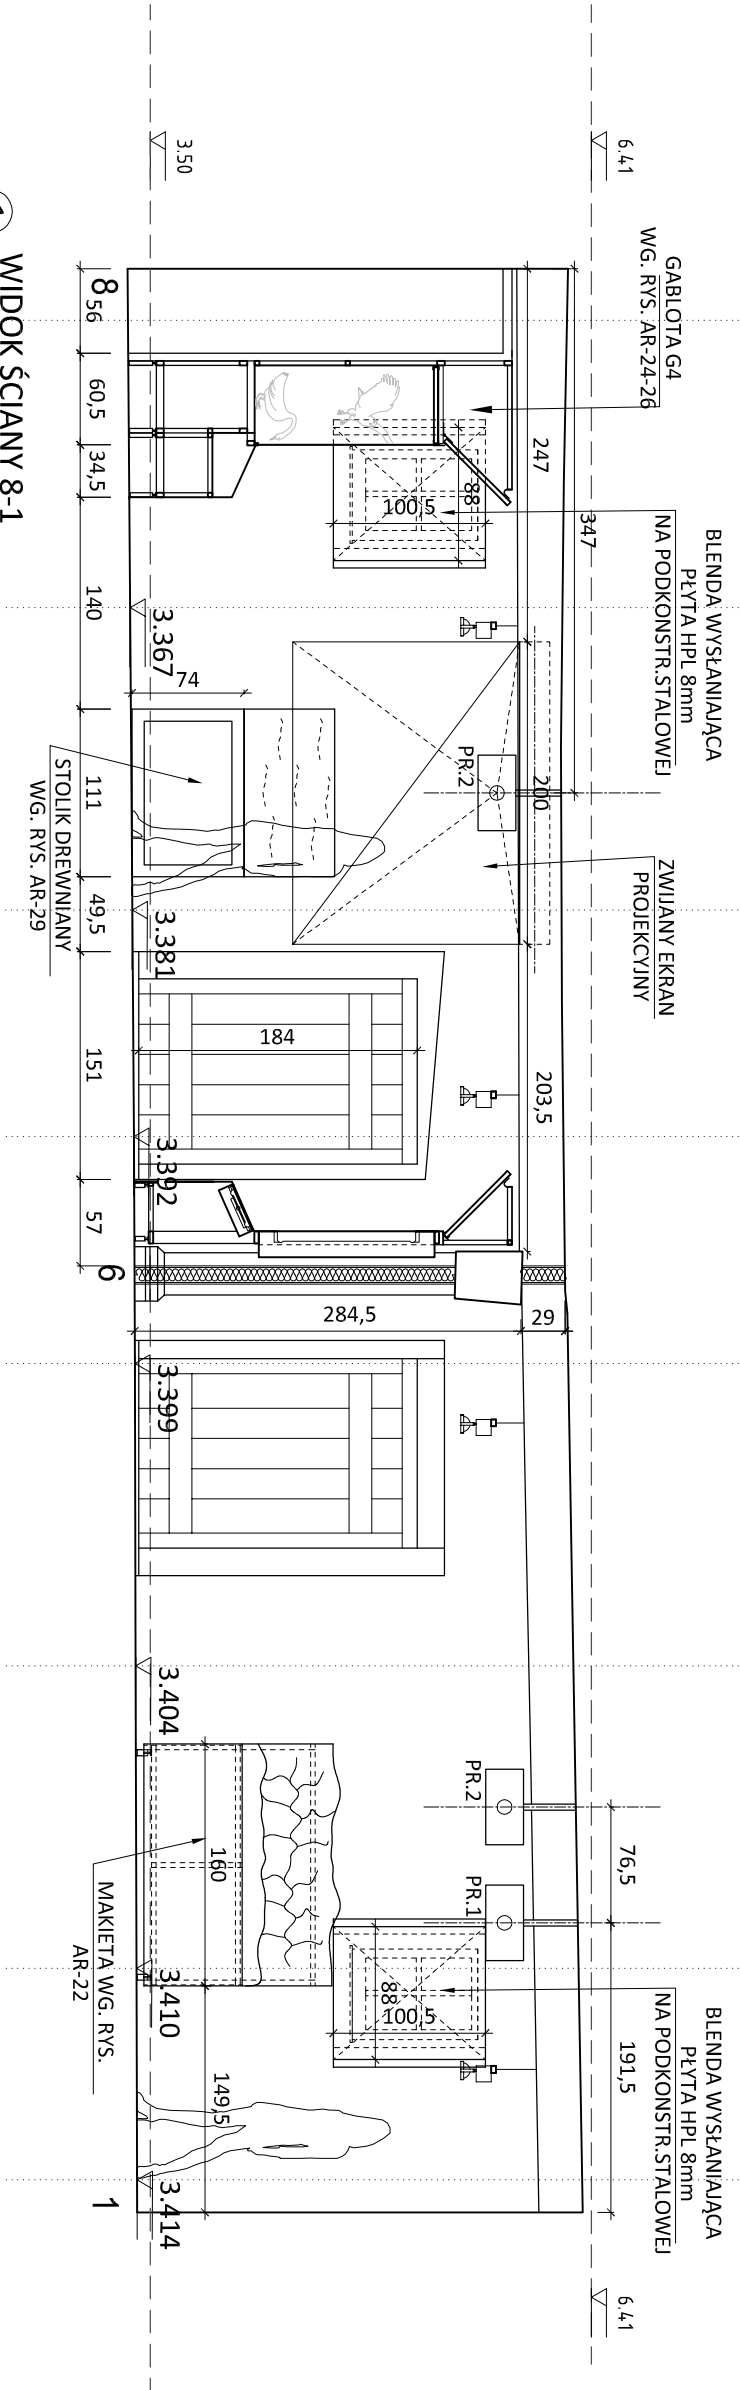 6.41
3.50
GABLOTA G4
WG. RYS. AR-24-26
BLENDA WYSŁANIAJĄCA
PŁYTA HPL 8mm
NA PODKONSTR.STALOWEJ
ZWIJANY EKRAN
PROJEKCYJNY
BLENDA WYSŁANIAJĄCA
PŁYTA HPL 8mm
NA PODKONSTR.STALOWEJ
6.41
347
247
200
203,5
76,5
191,5
88
100,5
PR.2
PR.2
PR.1
88
100,5
74
184
284,5
29
160
149,5
3.367
3.381
3.392
3.399
3.404
3.410
3.414
8
6
1
56
60,5
34,5
140
111
49,5
151
57
STOLIK DREWNIANY
WG. RYS. AR-29
MAKIETA WG. RYS.
AR-22
WIDOK ŚCIANY 8-1